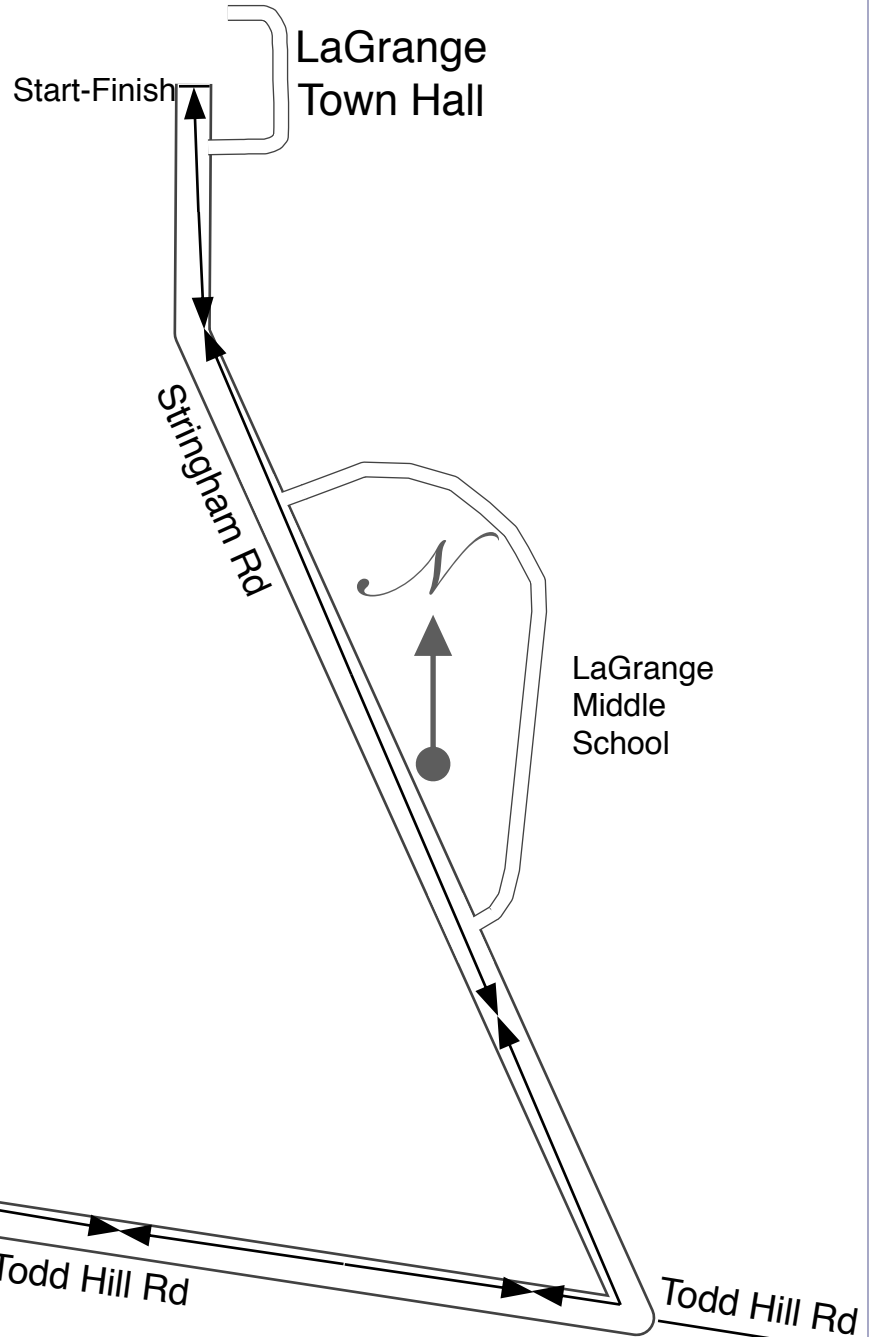 LaGrange
Town Hall
Start-Finish
Stringham Rd
N
LaGrange
Middle
School
Todd Hill Rd
Todd Hill Rd